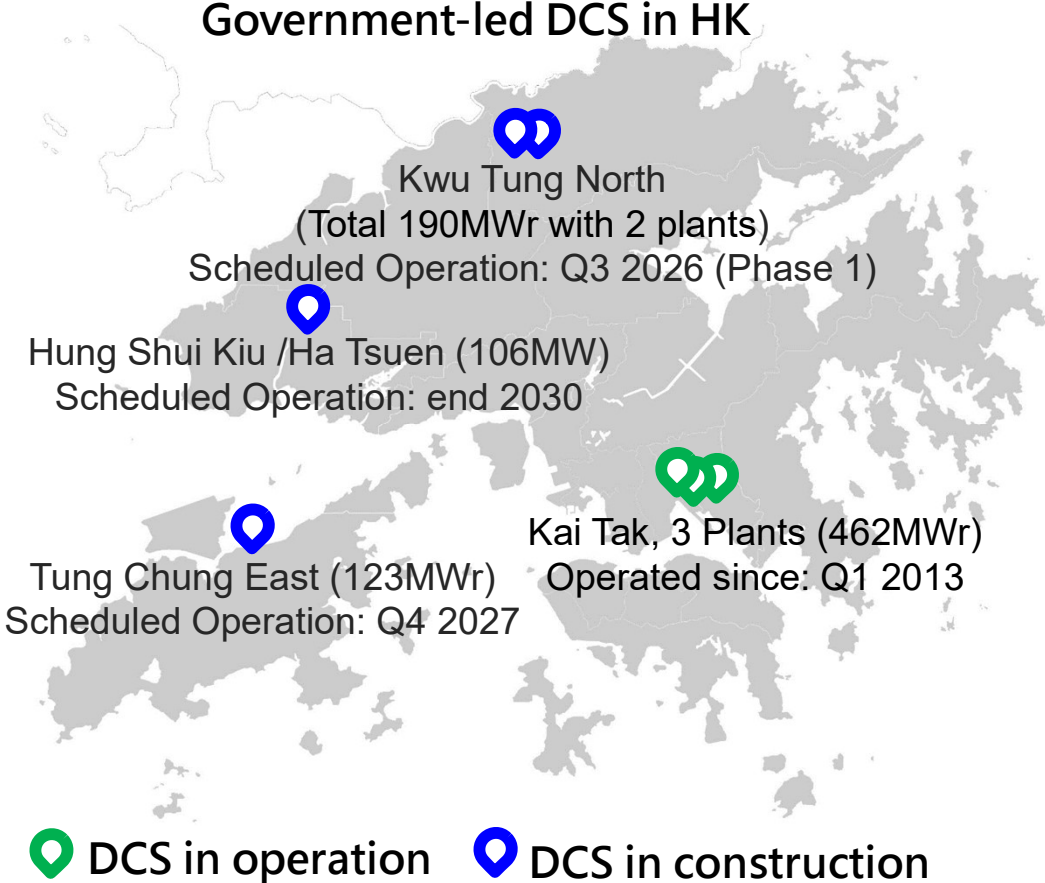 Government-led DCS in HK
Kwu Tung North
(Total 190MWr with 2 plants)
Scheduled Operation: Q3 2026 (Phase 1)
Hung Shui Kiu /Ha Tsuen (106MW)
Scheduled Operation: end 2030
Kai Tak, 3 Plants (462MWr)
Operated since: Q1 2013
Tung Chung East (123MWr)
Scheduled Operation: Q4 2027
DCS in operation
DCS in construction